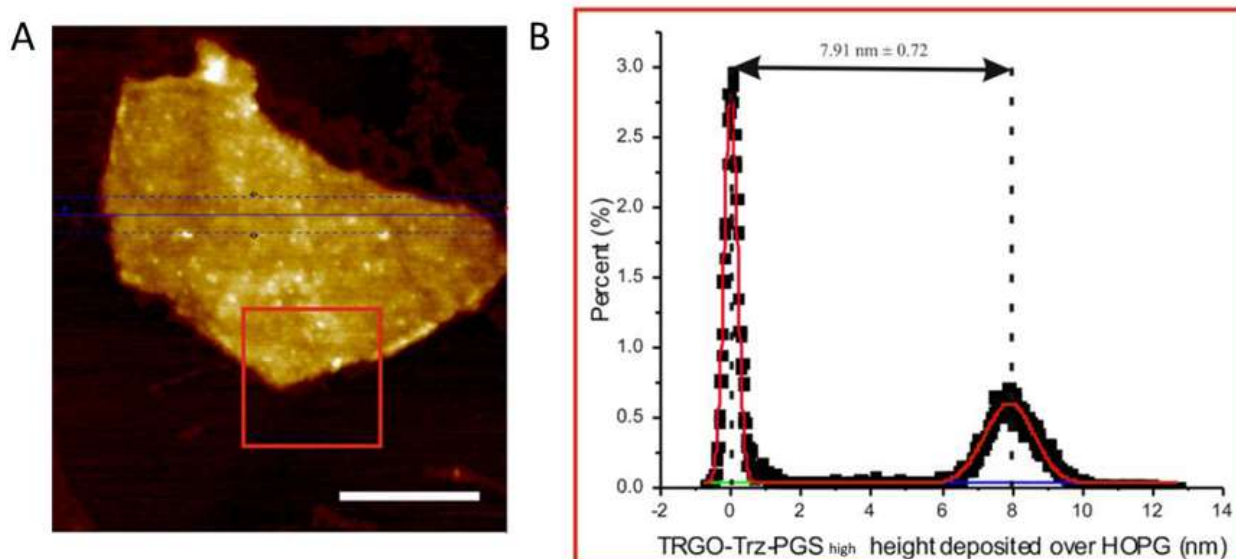 A
B
7.91 nm ± 0.72
3.0
2.5
2.0
1.5
1.0
0.5
0.0
Percent (%)
-2 0 2 4 6 8 10 12 14
TRGO-Trz-PGS high height deposited over HOPG (nm)